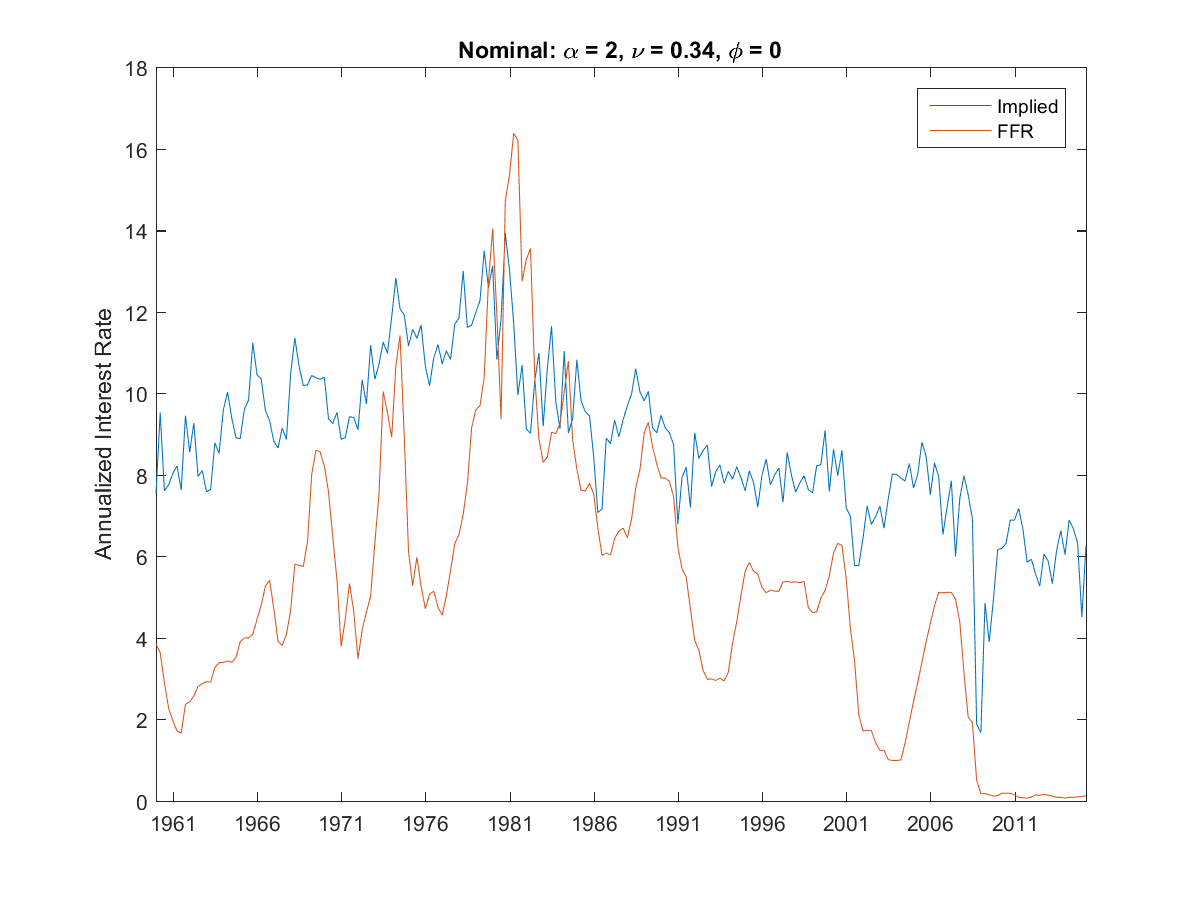 Nominal: α = 2, ν = 0.34, ϕ = 0
18
16
14
12
10
8
6
4
2
0
Annualized Interest Rate
Implied
FFR
1961 1966 1971 1976 1981 1986 1991 1996 2001 2006 2011